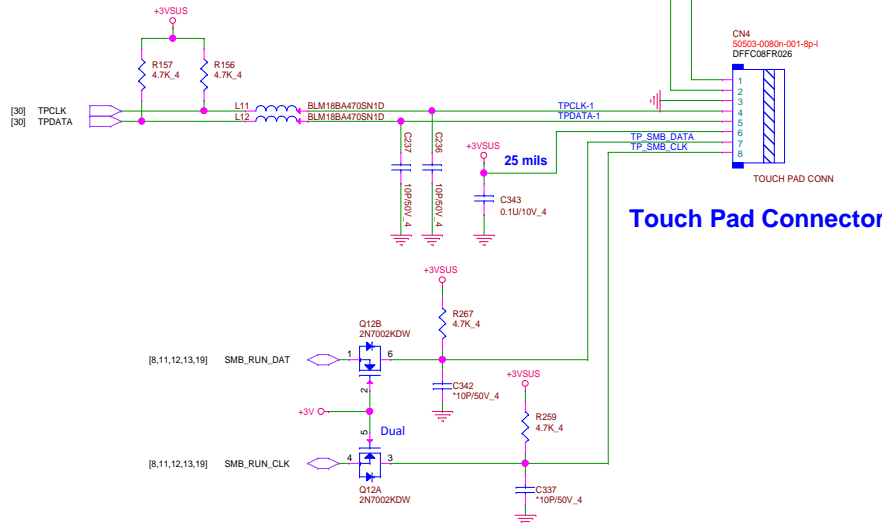 +3VSUS
R157
4.7K_4
R156
4.7K_4
[30] TPCLK
[30] TPDATA
L11 BLM18BA470SN1D
L12 BLM18BA470SN1D
C237
10P/50V_4
C236
10P/50V_4
TPCLK-1
TPDATA-1
TP_SMB_DATA
TP_SMB_CLK
+3VSUS
25 mils
C343
0.1U/10V_4
CN4
50503-0080n-001-8p-l
DFFC08FR026
1
2
3
4
5
6
7
8
TOUCH PAD CONN
Touch Pad Connector
+3VSUS
R267
4.7K_4
Q12B
2N7002KDW
[8,11,12,13,19] SMB_RUN_DAT
1
6
2
C342
*10P/50V_4
+3V
5
Dual
+3VSUS
R259
4.7K_4
[8,11,12,13,19] SMB_RUN_CLK
4
3
Q12A
2N7002KDW
C337
*10P/50V_4